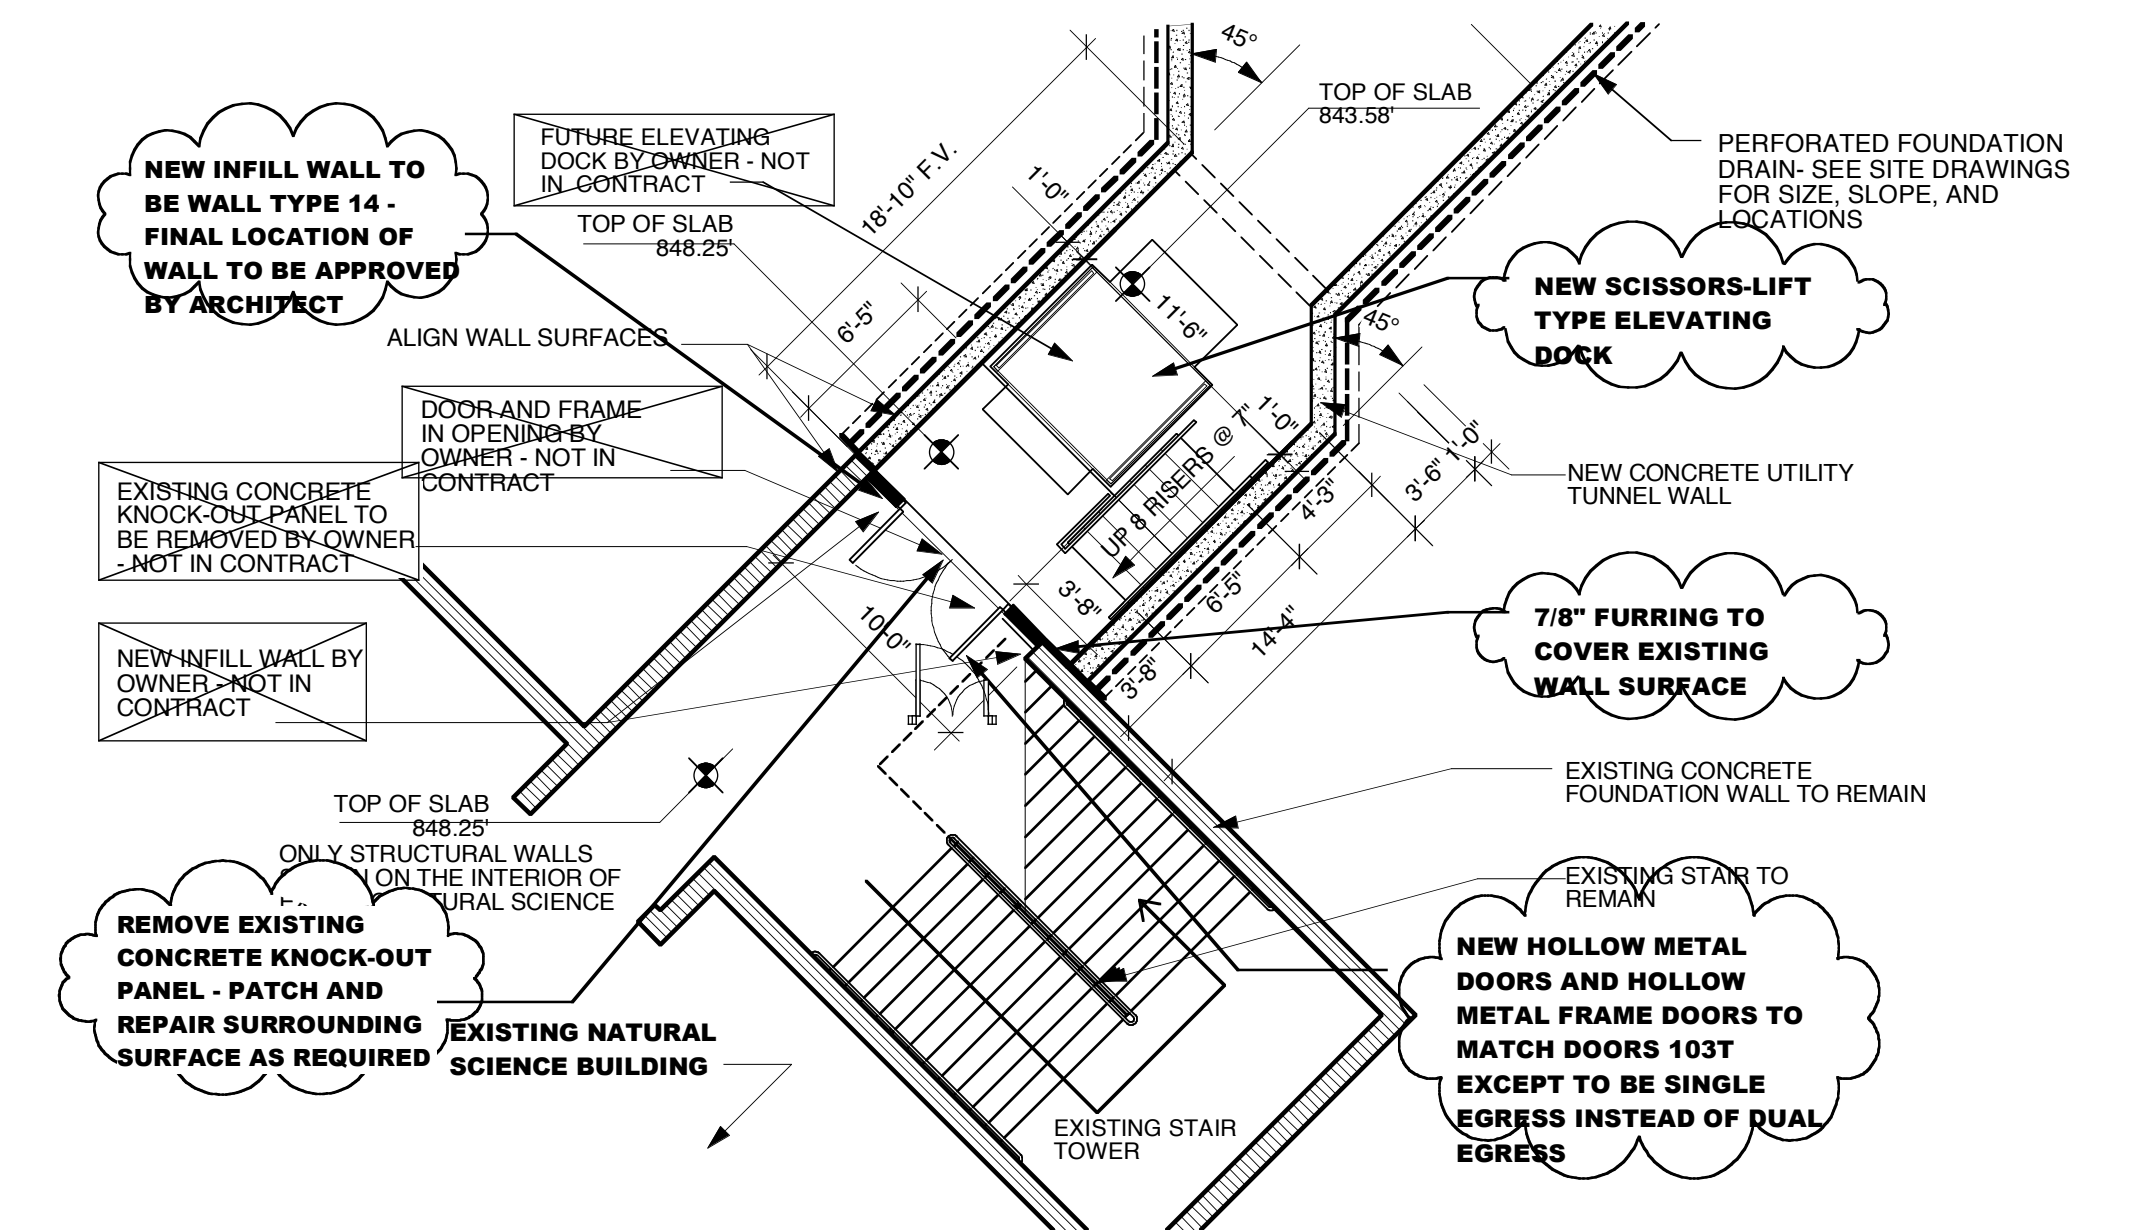 45°
TOP OF SLAB
843.58'
PERFORATED FOUNDATION
DRAIN- SEE SITE DRAWINGS
FOR SIZE, SLOPE, AND
LOCATIONS
FUTURE ELEVATING
DOCK BY OWNER - NOT
IN CONTRACT
NEW INFILL WALL TO
BE WALL TYPE 14 -
FINAL LOCATION OF
WALL TO BE APPROVED
BY ARCHITECT
TOP OF SLAB
848.25'
18'-10" F.V.
1'-0"
6'-5"
11'-6"
45°
NEW SCISSORS-LIFT
TYPE ELEVATING
DOCK
ALIGN WALL SURFACES
DOOR AND FRAME
IN OPENING BY
OWNER - NOT IN
CONTRACT
EXISTING CONCRETE
KNOCK-OUT PANEL TO
BE REMOVED BY OWNER
- NOT IN CONTRACT
UP 8 RISERS @ 7"
1'-0"
4'-3"
3'-6"
1'-0"
NEW CONCRETE UTILITY
TUNNEL WALL
10'-0"
3'-8"
6'-5"
14'-4"
3'-8"
7/8" FURRING TO
COVER EXISTING
WALL SURFACE
NEW INFILL WALL BY
OWNER - NOT IN
CONTRACT
TOP OF SLAB
848.25'
ONLY STRUCTURAL WALLS
ON THE INTERIOR OF
SCIENCE
EXISTING CONCRETE
FOUNDATION WALL TO REMAIN
EXISTING STAIR TO
REMAIN
REMOVE EXISTING
CONCRETE KNOCK-OUT
PANEL - PATCH AND
REPAIR SURROUNDING
SURFACE AS REQUIRED
EXISTING NATURAL
SCIENCE BUILDING
NEW HOLLOW METAL
DOORS AND HOLLOW
METAL FRAME DOORS TO
MATCH DOORS 103T
EXCEPT TO BE SINGLE
EGRESS INSTEAD OF DUAL
EGRESS
EXISTING STAIR
TOWER